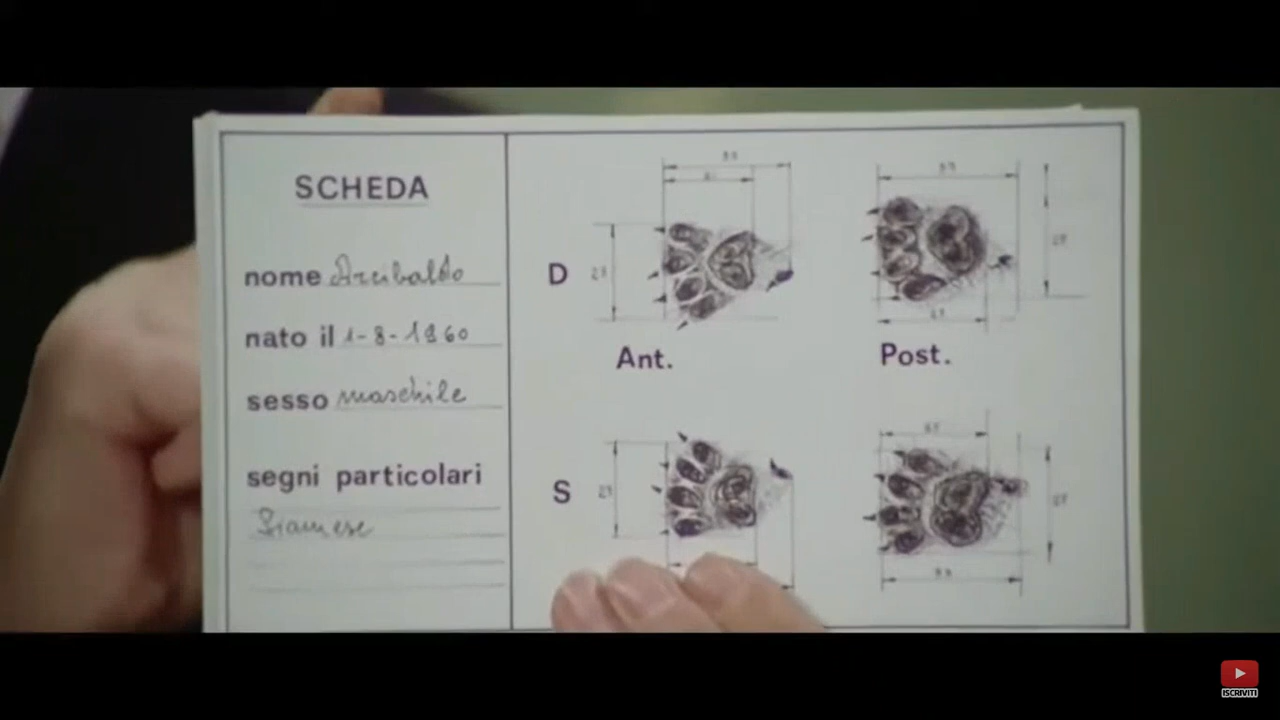 SCHEDA
nome Arcibaldo
nato il 1-8-1960
sesso maschile
segni particolari
Siamese
D
Ant.
Post.
S
ISCRIVITI